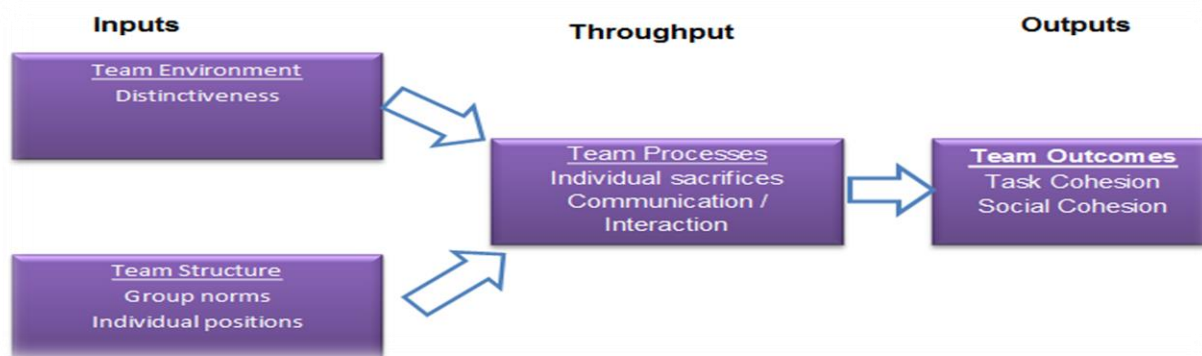 Inputs
Throughput
Outputs
Team Environment
Distinctiveness
Team Structure
Group norms
Individual positions
Team Processes
Individual sacrifices
Communication /
Interaction
Team Outcomes
Task Cohesion
Social Cohesion